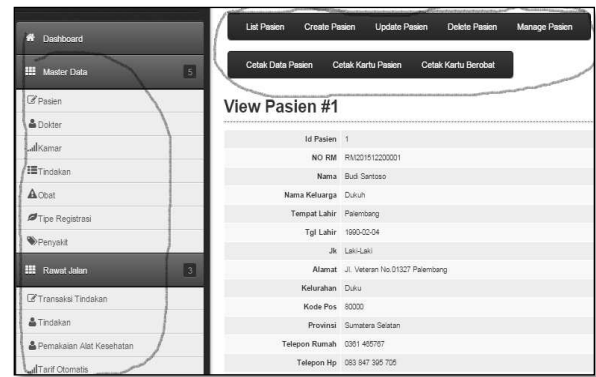 Dashboard
Master Data 5
Pasien
Dokter
Kamar
Tindakan
Obat
Tipe Registrasi
Penyakit
Rawat Jalan 3
Transaksi Tindakan
Tindakan
Pemakaian Alat Kesehatan
Tarif Otomatis
List Pasien Create Pasien Update Pasien Delete Pasien Manage Pasien
Cetak Data Pasien Cetak Kartu Pasien Cetak Kartu Berobat
View Pasien #1
Id Pasien 1
NO RM RM201512200001
Nama Budi Santoso
Nama Keluarga Dukuh
Tempat Lahir Palembang
Tgl Lahir 1990-02-04
Jk Laki-Laki
Alamat Jl. Veteran No.01327 Palembang
Kelurahan Duku
Kode Pos 80000
Provinsi Sumatera Selatan
Telepon Rumah 0361 465767
Telepon Hp 083 847 395 705